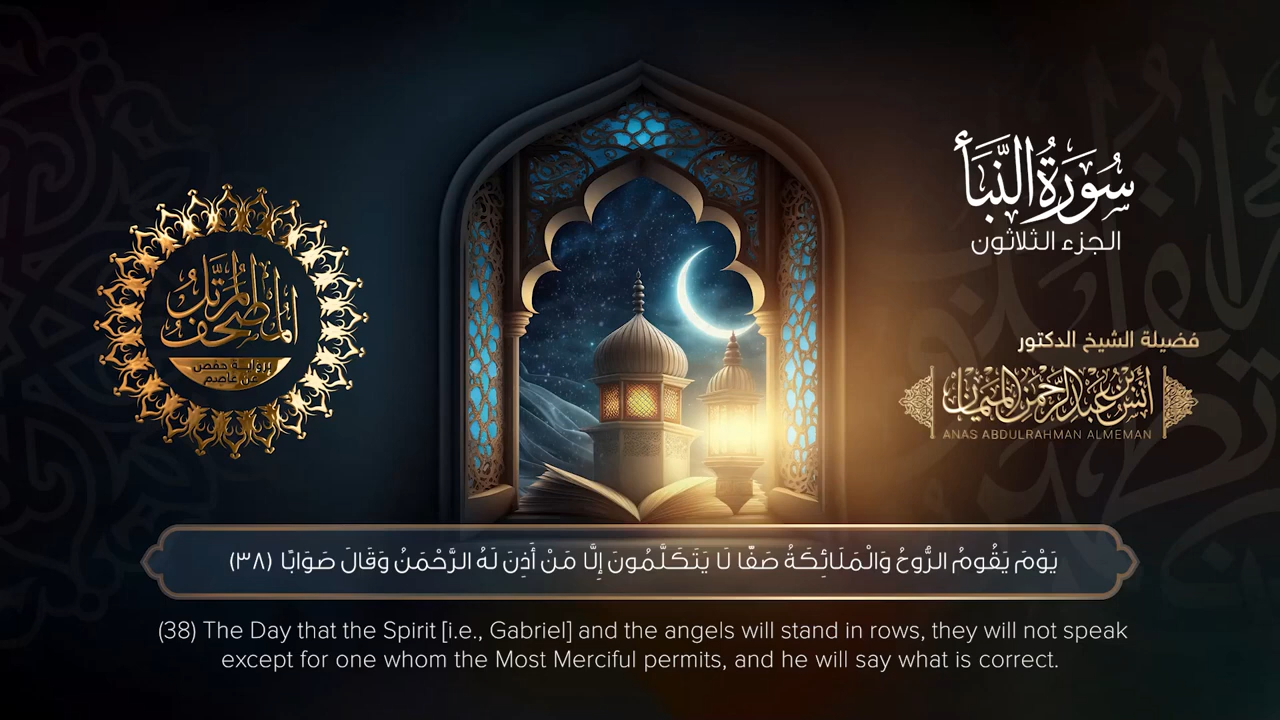 سُورَةُ النَّبَأ
الجزء الثلاثون
المصحف المرتل
برواية حفص
عن عاصم
فضيلة الشيخ الدكتور
أنس بن عبدالرحمن الميمان
ANAS ABDULRAHMAN ALMEMAN
يَوْمَ يَقُومُ الرُّوحُ وَالْمَلَائِكَةُ صَفًّا لَا يَتَكَلَّمُونَ إِلَّا مَنْ أَذِنَ لَهُ الرَّحْمَنُ وَقَالَ صَوَابًا (٣٨)
(38) The Day that the Spirit [i.e., Gabriel] and the angels will stand in rows, they will not speak
except for one whom the Most Merciful permits, and he will say what is correct.